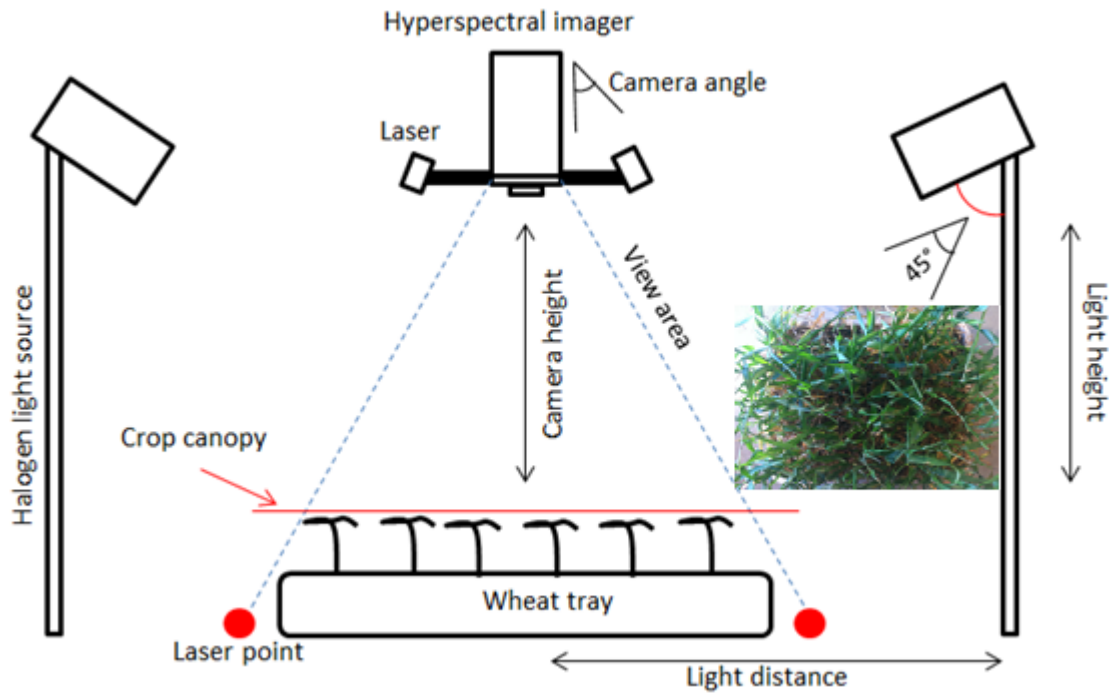 Hyperspectral imager
Camera angle
Laser
45°
View area
Camera height
Light height
Halogen light source
Crop canopy
Wheat tray
Laser point
Light distance